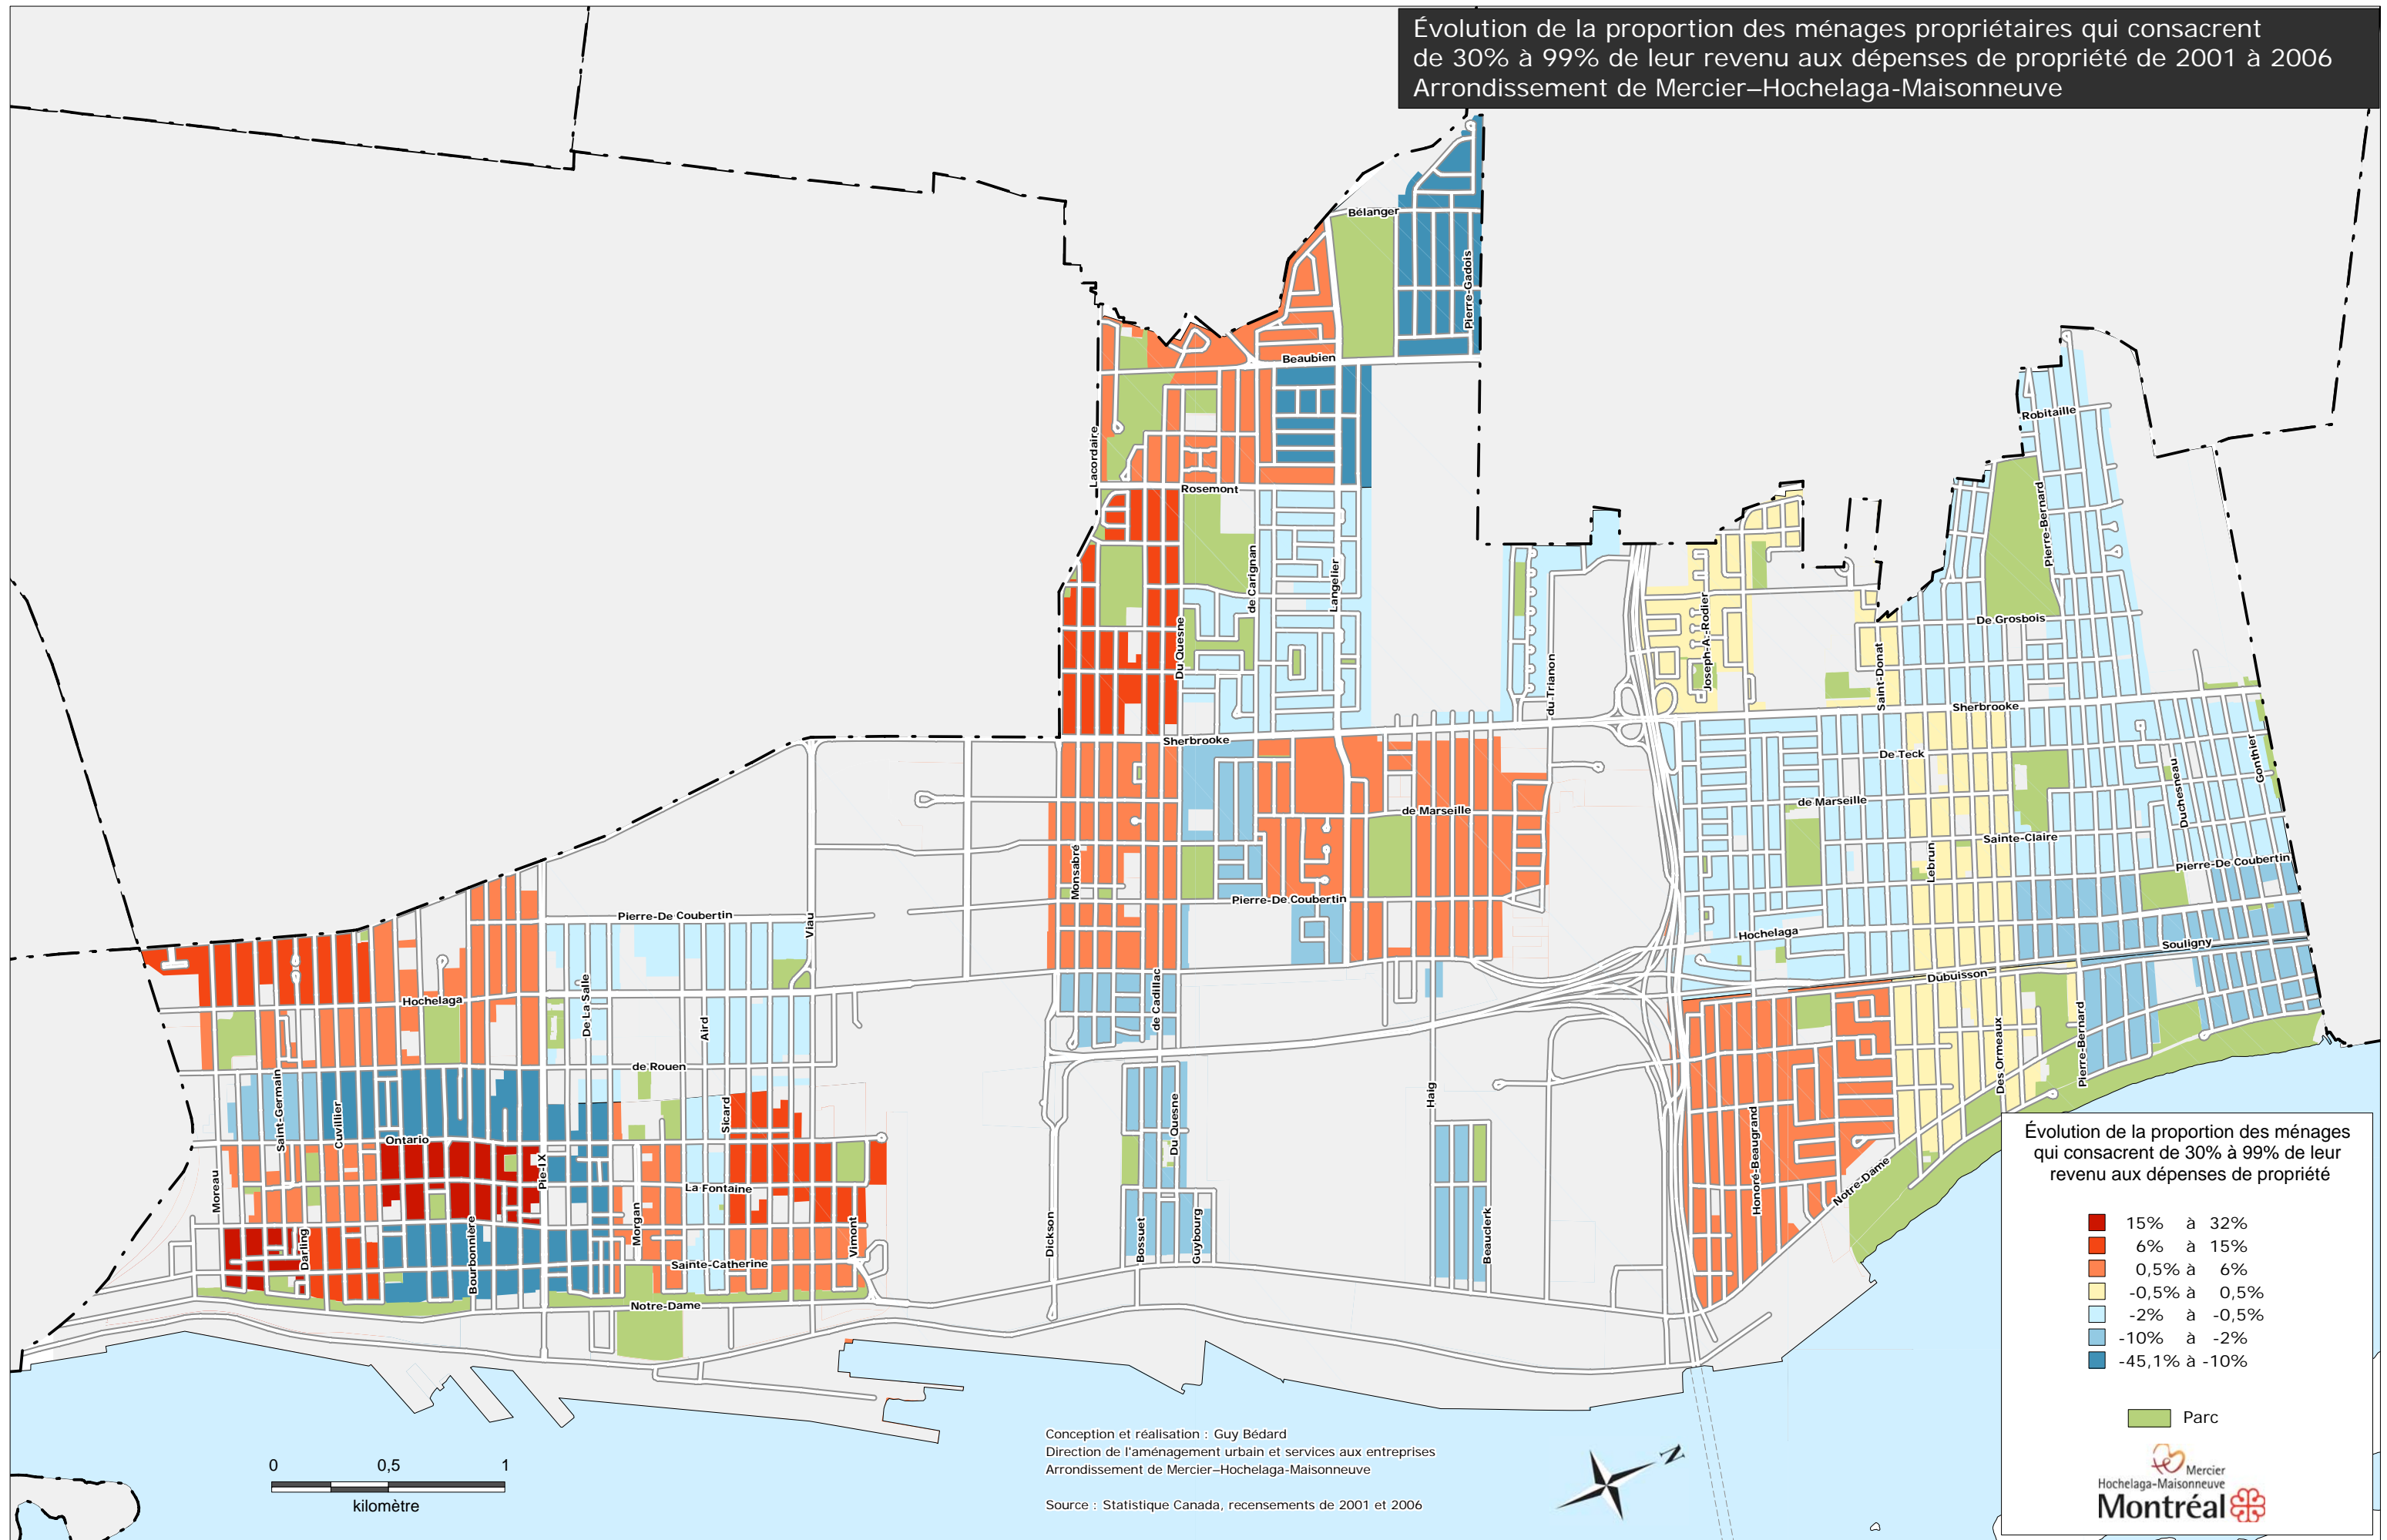 Évolution de la proportion des ménages propriétaires qui consacrent
de 30% à 99% de leur revenu aux dépenses de propriété de 2001 à 2006
Arrondissement de Mercier–Hochelaga-Maisonneuve
Bélanger
Pierre-Gadois
Beaubien
Robitaille
Lacordaire
Rosemont
Pierre-Bernard
de Carignan
Langelier
De Grosbois
Du Quesne
Joseph-A.-Rodier
du Trianon
Saint-Donat
Sherbrooke
Sherbrooke
De Teck
Gonthier
Duchesneau
de Marseille
de Marseille
Sainte-Claire
Monsabré
Lebrun
Pierre-De Coubertin
Pierre-De Coubertin
Pierre-De Coubertin
Viau
Hochelaga
Souligny
Dubuisson
Hochelaga
De La Salle
Aird
de Cadillac
Pierre-Bernard
Des Ormeaux
de Rouen
Saint-Germain
Cuvillier
Sicard
Haig
Du Quesne
Ontario
Pie-IX
Honoré-Beaugrand
Moreau
La Fontaine
Notre-Dame
Darling
Bourbonnière
Morgan
Vimont
Dickson
Bossuet
Guybourg
Beauclerk
Sainte-Catherine
Notre-Dame
Évolution de la proportion des ménages
qui consacrent de 30% à 99% de leur
revenu aux dépenses de propriété
15% à 32%
6% à 15%
0,5% à 6%
-0,5% à 0,5%
-2% à -0,5%
-10% à -2%
-45,1% à -10%
Parc
Mercier
Hochelaga-Maisonneuve
Montréal
0 0,5 1
kilomètre
Conception et réalisation : Guy Bédard
Direction de l'aménagement urbain et services aux entreprises
Arrondissement de Mercier–Hochelaga-Maisonneuve
Source : Statistique Canada, recensements de 2001 et 2006
N